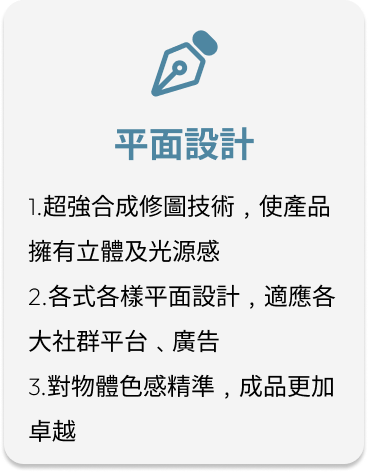 平面設計
1.超強合成修圖技術，使產品
擁有立體及光源感
2.各式各樣平面設計，適應各
大社群平台、廣告
3.對物體色感精準，成品更加
卓越